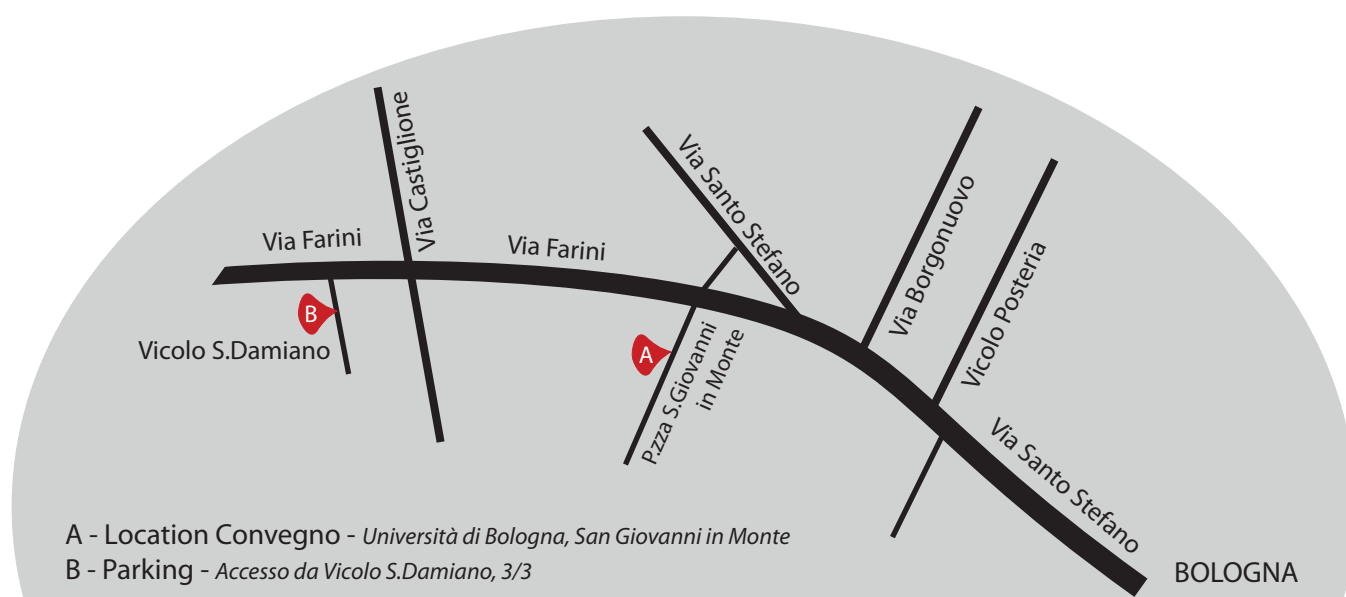 Via Castiglione
Via Santo Stefano
Via Borgonuovo
Via Farini
Via Farini
Vicolo Posteria
B
Vicolo S.Damiano
A
P.zza S.Giovanni
in Monte
Via Santo Stefano
A - Location Convegno - Università di Bologna, San Giovanni in Monte
B - Parking - Accesso da Vicolo S.Damiano, 3/3
BOLOGNA